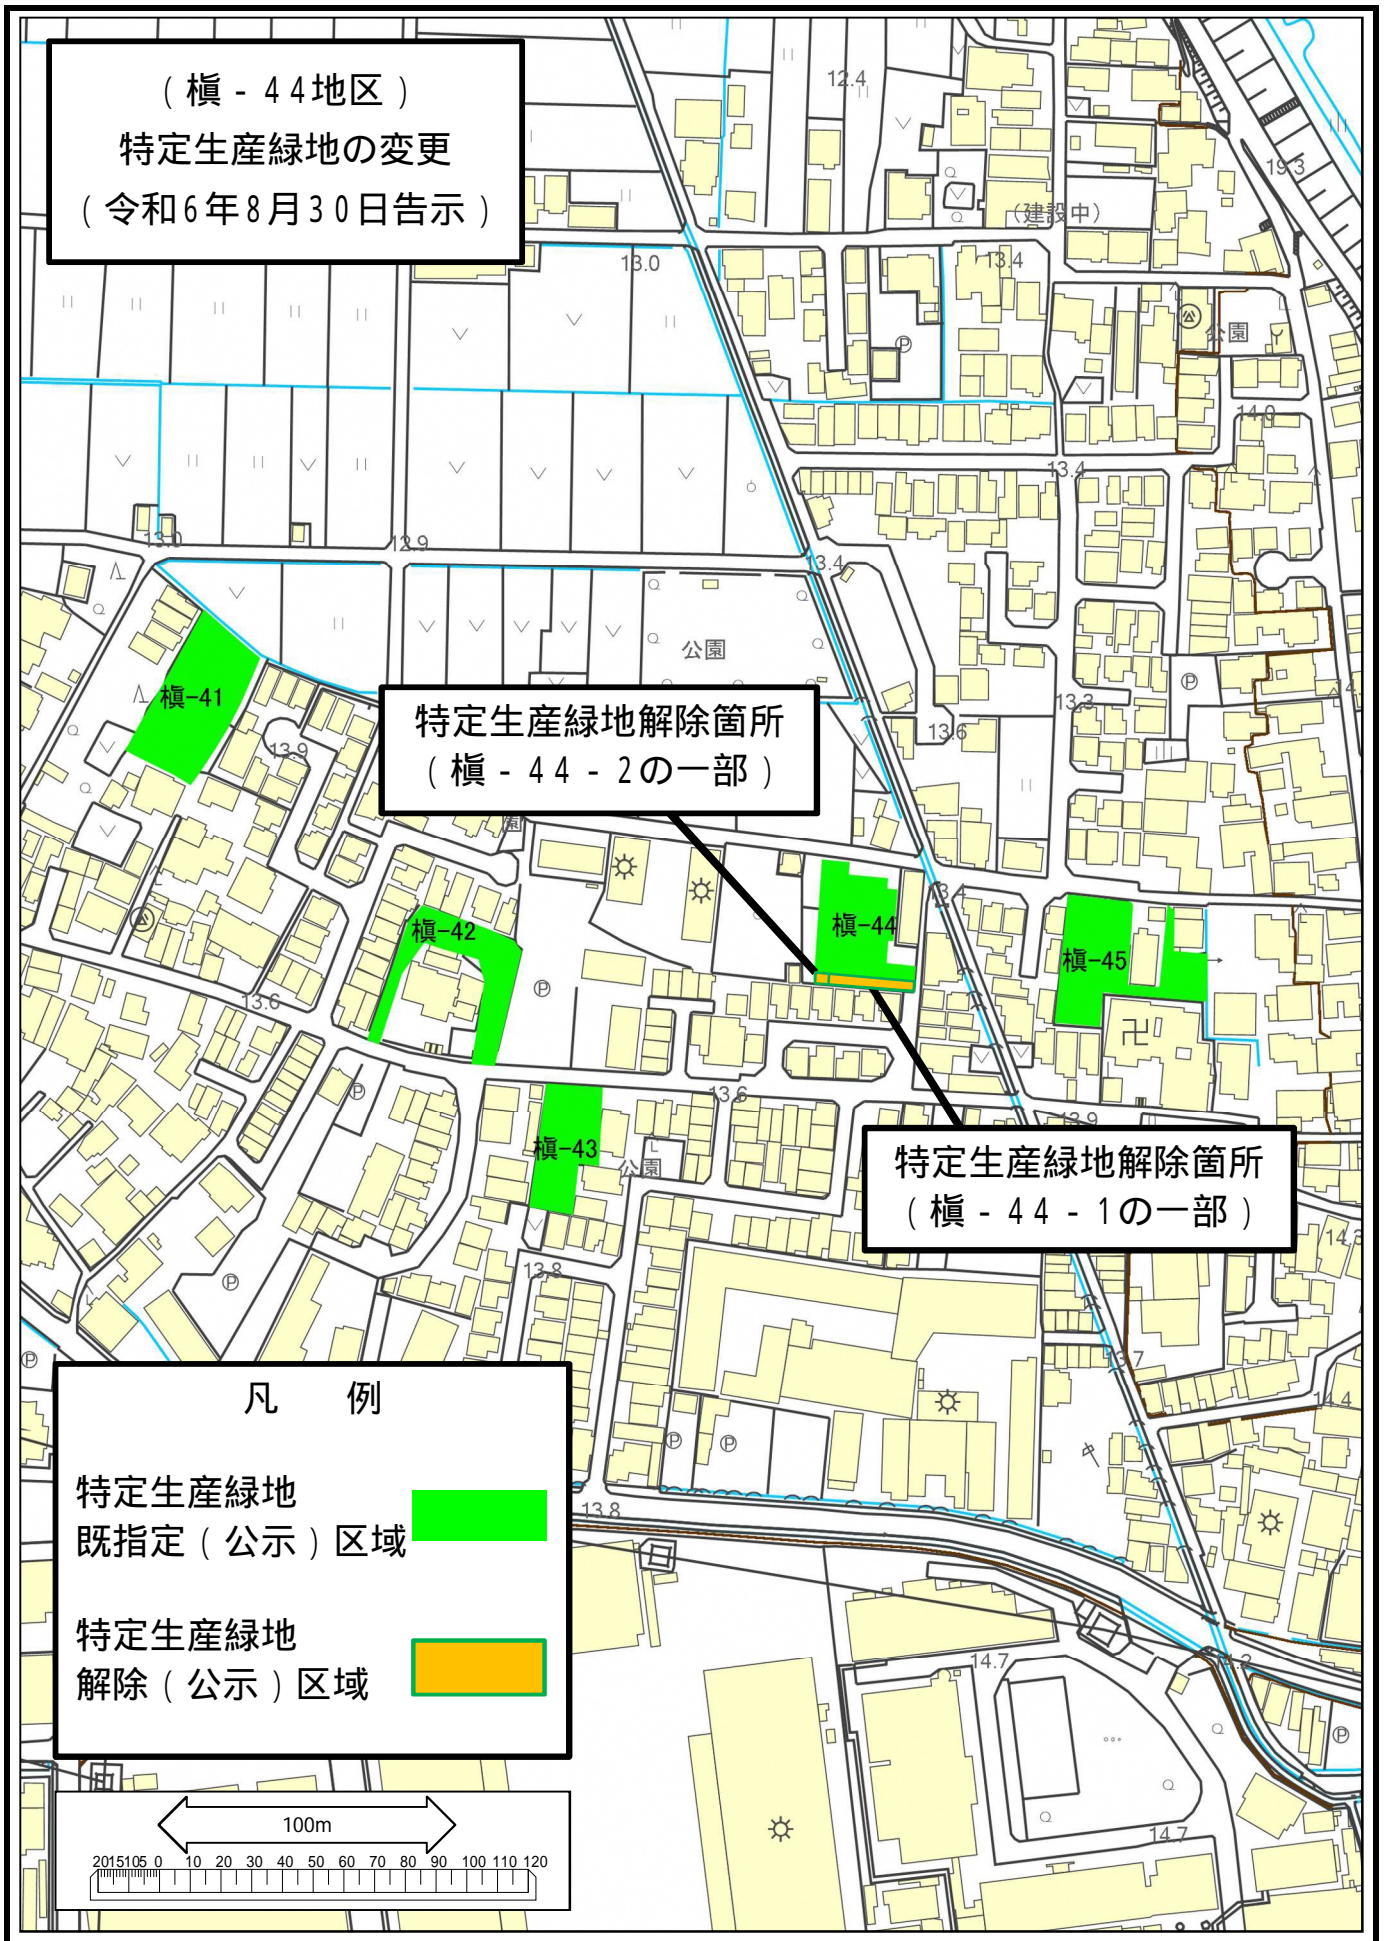 （槇‐44地区）
特定生産緑地の変更
（令和6年8月30日告示）
12.4
19.3
（建設中）
13.0
13.4
公園
14.0
13.4
13.0
12.9
13.4
公園
槇-41
13.9
特定生産緑地解除箇所
（槇‐44‐2の一部）
13.3
13.6
園
13.4
槇-42
槇-44
槇-45
13.6
13.6
13.9
槇-43
公園
特定生産緑地解除箇所
（槇‐44‐1の一部）
14.3
13.8
13.7
14.4
凡　例
特定生産緑地
既指定（公示）区域
13.8
特定生産緑地
解除（公示）区域
14.7
14.7
100m
20 15 10 5 0 10 20 30 40 50 60 70 80 90 100 110 120